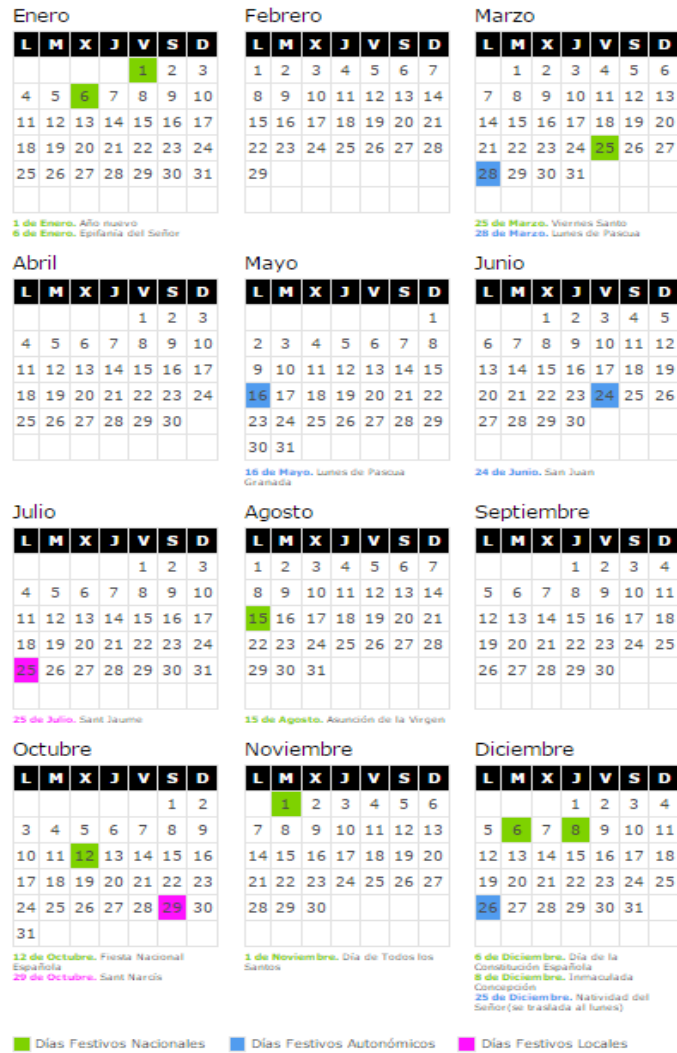 Enero Febrero Marzo
L M X J V S D L M X J V S D L M X J V S D
1 2 3 1 2 3 4 5 6 7 1 2 3 4 5 6
4 5 6 7 8 9 10 8 9 10 11 12 13 14 7 8 9 10 11 12 13
11 12 13 14 15 16 17 15 16 17 18 19 20 21 14 15 16 17 18 19 20
18 19 20 21 22 23 24 22 23 24 25 26 27 28 21 22 23 24 25 26 27
25 26 27 28 29 30 31 29 28 29 30 31
1 de Enero. Año nuevo 25 de Marzo. Viernes Santo
6 de Enero. Epifanía del Señor 28 de Marzo. Lunes de Pascua
Abril Mayo Junio
L M X J V S D L M X J V S D L M X J V S D
1 2 3 1 1 2 3 4 5
4 5 6 7 8 9 10 2 3 4 5 6 7 8 6 7 8 9 10 11 12
11 12 13 14 15 16 17 9 10 11 12 13 14 15 13 14 15 16 17 18 19
18 19 20 21 22 23 24 16 17 18 19 20 21 22 20 21 22 23 24 25 26
25 26 27 28 29 30 23 24 25 26 27 28 29 27 28 29 30
30 31
16 de Mayo. Lunes de Pascua 24 de Junio. San Juan
Granada
Julio Agosto Septiembre
L M X J V S D L M X J V S D L M X J V S D
1 2 3 1 2 3 4 5 6 7 1 2 3 4
4 5 6 7 8 9 10 8 9 10 11 12 13 14 5 6 7 8 9 10 11
11 12 13 14 15 16 17 15 16 17 18 19 20 21 12 13 14 15 16 17 18
18 19 20 21 22 23 24 22 23 24 25 26 27 28 19 20 21 22 23 24 25
25 26 27 28 29 30 31 29 30 31 26 27 28 29 30
25 de Julio. Sant Jaume 15 de Agosto. Asunción de la Virgen
Octubre Noviembre Diciembre
L M X J V S D L M X J V S D L M X J V S D
1 2 1 2 3 4 5 6 1 2 3 4
3 4 5 6 7 8 9 7 8 9 10 11 12 13 5 6 7 8 9 10 11
10 11 12 13 14 15 16 14 15 16 17 18 19 20 12 13 14 15 16 17 18
17 18 19 20 21 22 23 21 22 23 24 25 26 27 19 20 21 22 23 24 25
24 25 26 27 28 29 30 28 29 30 26 27 28 29 30 31
31
12 de Octubre. Fiesta Nacional 1 de Noviembre. Día de Todos los 6 de Diciembre. Día de la
Española Santos Constitución Española
29 de Octubre. Sant Narcís 8 de Diciembre. Inmaculada
Concepción
25 de Diciembre. Natividad del
Señor(se traslada al lunes)
Días Festivos Nacionales Días Festivos Autonómicos Días Festivos Locales